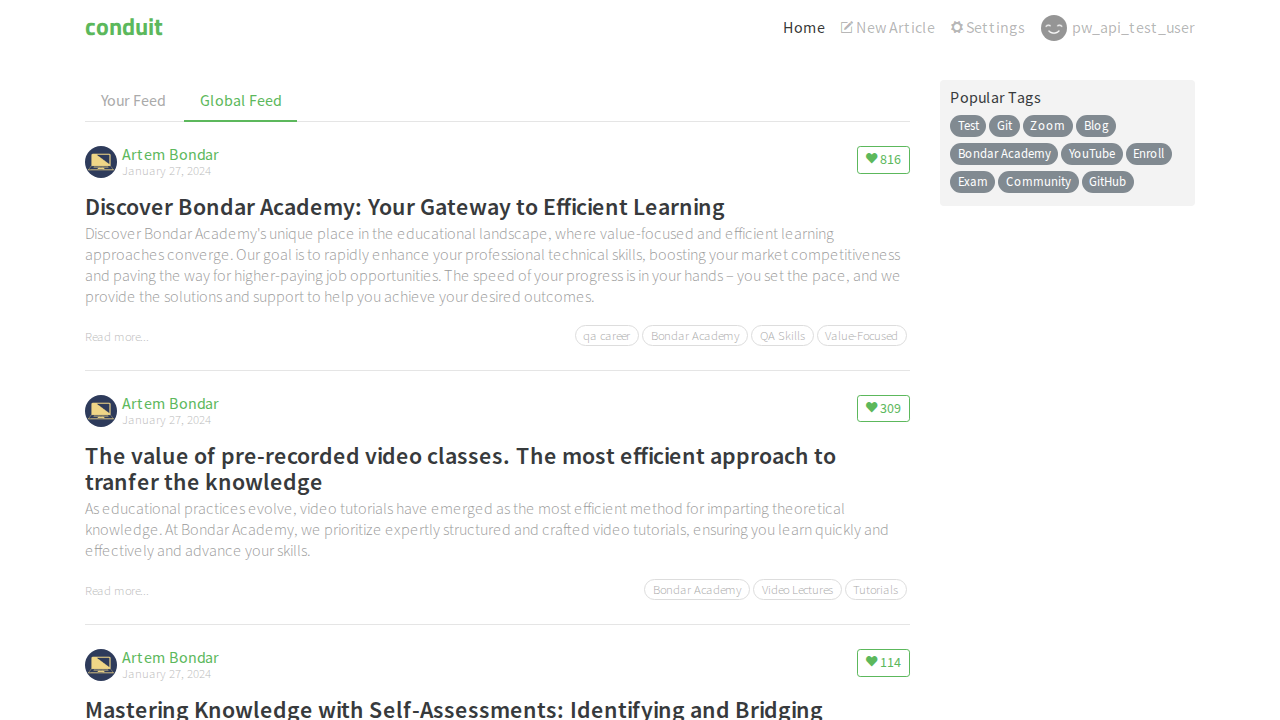 conduit
Home New Article Settings pw_api_test_user
Your Feed Global Feed
Artem Bondar
January 27, 2024
816
Discover Bondar Academy: Your Gateway to Efficient Learning
Discover Bondar Academy's unique place in the educational landscape, where value-focused and efficient learning
approaches converge. Our goal is to rapidly enhance your professional technical skills, boosting your market competitiveness
and paving the way for higher-paying job opportunities. The speed of your progress is in your hands – you set the pace, and we
provide the solutions and support to help you achieve your desired outcomes.
Read more...
qa career Bondar Academy QA Skills Value-Focused
Artem Bondar
January 27, 2024
309
The value of pre-recorded video classes. The most efficient approach to
tranfer the knowledge
As educational practices evolve, video tutorials have emerged as the most efficient method for imparting theoretical
knowledge. At Bondar Academy, we prioritize expertly structured and crafted video tutorials, ensuring you learn quickly and
effectively and advance your skills.
Read more...
Bondar Academy Video Lectures Tutorials
Artem Bondar
January 27, 2024
114
Mastering Knowledge with Self-Assessments: Identifying and Bridging
Popular Tags
Test Git Zoom Blog
Bondar Academy YouTube Enroll
Exam Community GitHub